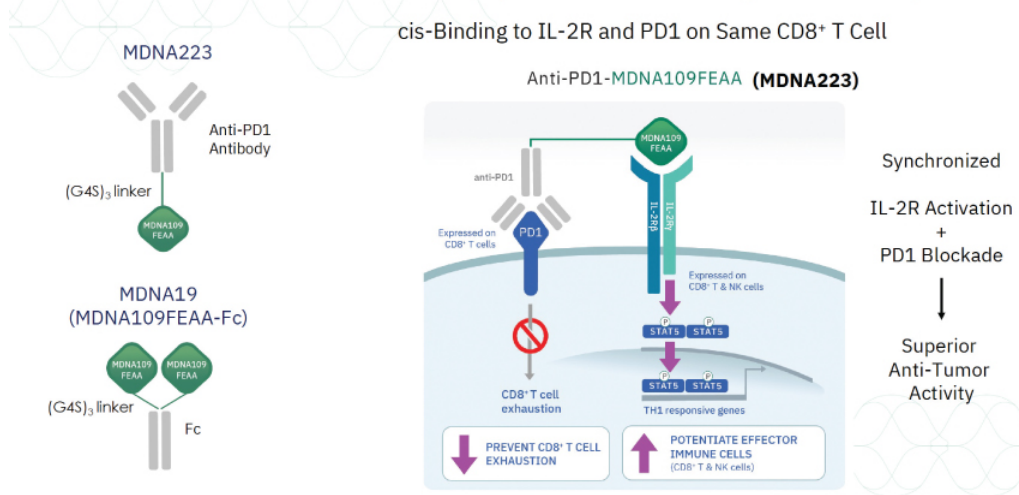 cis-Binding to IL-2R and PD1 on Same CD8⁺ T Cell
MDNA223
Anti-PD1
Antibody
(G4S)₃ linker
MDNA109
FEAA
MDNA19
(MDNA109FEAA-Fc)
MDNA109
FEAA
MDNA109
FEAA
(G4S)₃ linker
Fc
Anti-PD1-MDNA109FEAA (MDNA223)
MDNA109
FEAA
anti-PD1
IL-2Rβ
IL-2Rγ
Expressed on
CD8⁺ T cells
PD1
Expressed on
CD8⁺ T & NK cells
P
P
STAT5
STAT5
P
P
STAT5
STAT5
CD8⁺ T cell
exhaustion
TH1 responsive genes
PREVENT CD8⁺ T CELL
EXHAUSTION
POTENTIATE EFFECTOR
IMMUNE CELLS
(CD8⁺ T & NK cells)
Synchronized
IL-2R Activation
+
PD1 Blockade
Superior
Anti-Tumor
Activity